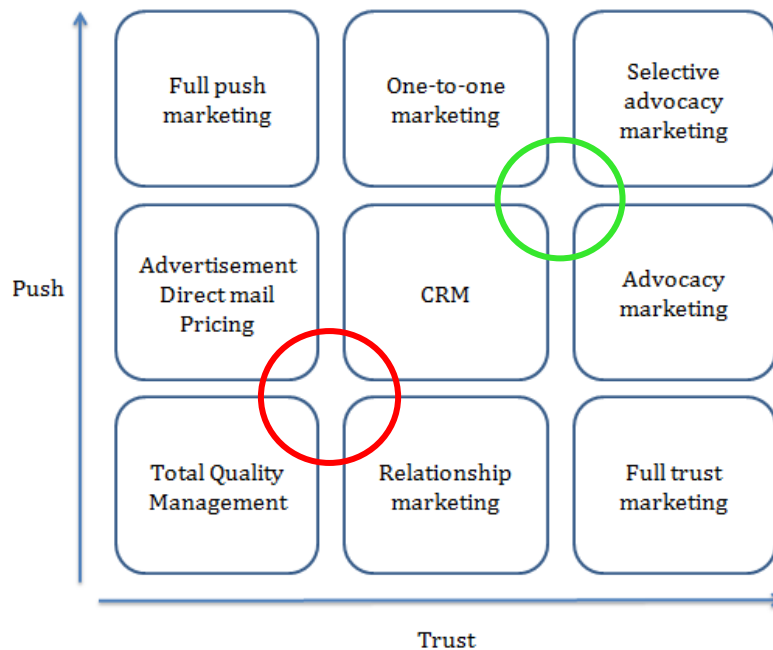 Full push
marketing
One-to-one
marketing
Selective
advocacy
marketing
Push
Advertisement
Direct mail
Pricing
CRM
Advocacy
marketing
Total Quality
Management
Relationship
marketing
Full trust
marketing
Trust